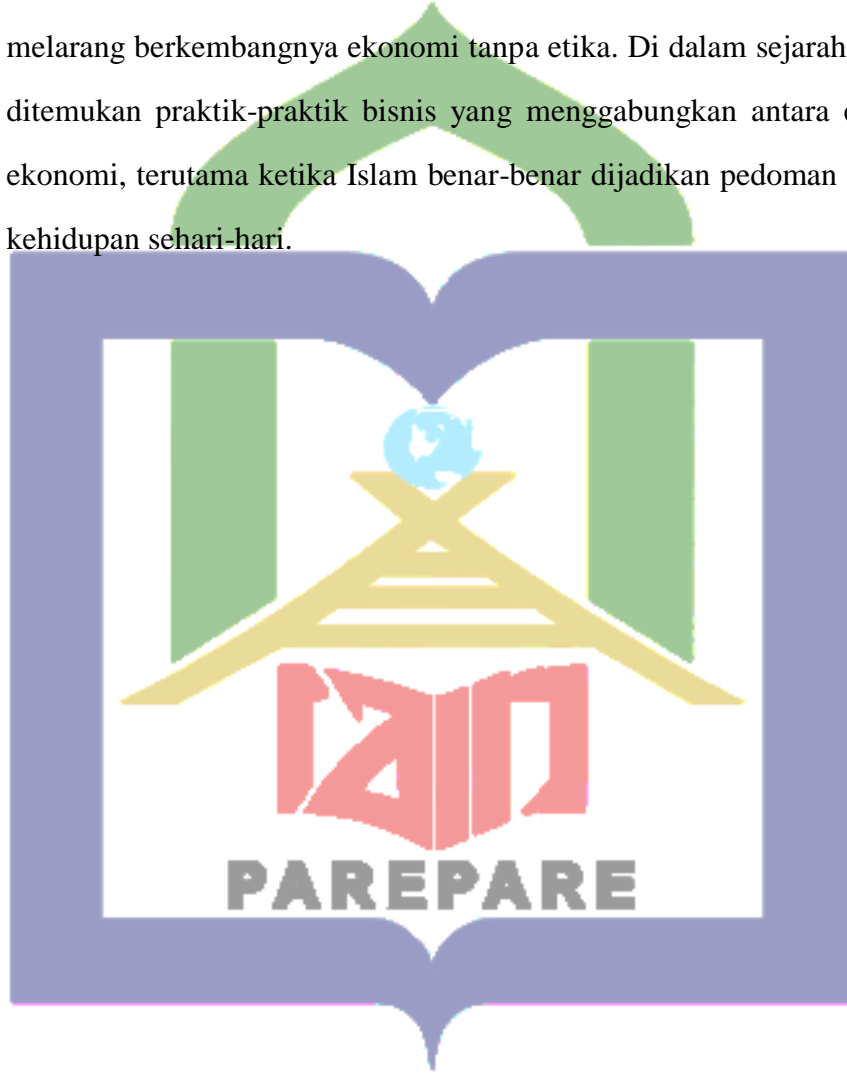 melarang berkembangnya ekonomi tanpa etika. Di dalam sejarah
ditemukan praktik-praktik bisnis yang menggabungkan antara
ekonomi, terutama ketika Islam benar-benar dijadikan pedoman
kehidupan sehari-hari.
iain
PAREPARE